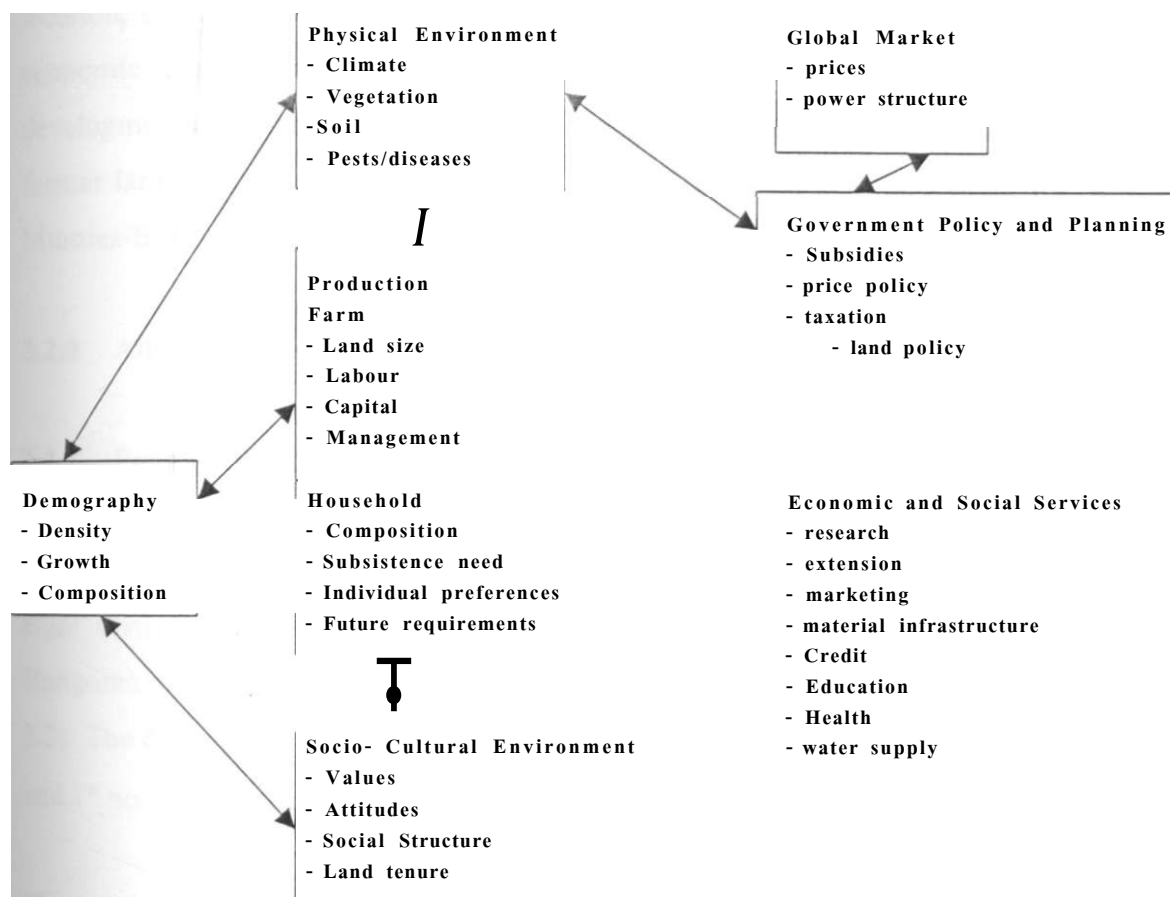 Physical Environment
- Climate
- Vegetation
-Soil
- Pests/diseases
Global Market
- prices
- power structure
Government Policy and Planning
- Subsidies
- price policy
- taxation
- land policy
Production
Farm
- Land size
- Labour
- Capital
- Management
Demography
- Density
- Growth
- Composition
Household
- Composition
- Subsistence need
- Individual preferences
- Future requirements
Economic and Social Services
- research
- extension
- marketing
- material infrastructure
- Credit
- Education
- Health
- water supply
Socio- Cultural Environment
- Values
- Attitudes
- Social Structure
- Land tenure